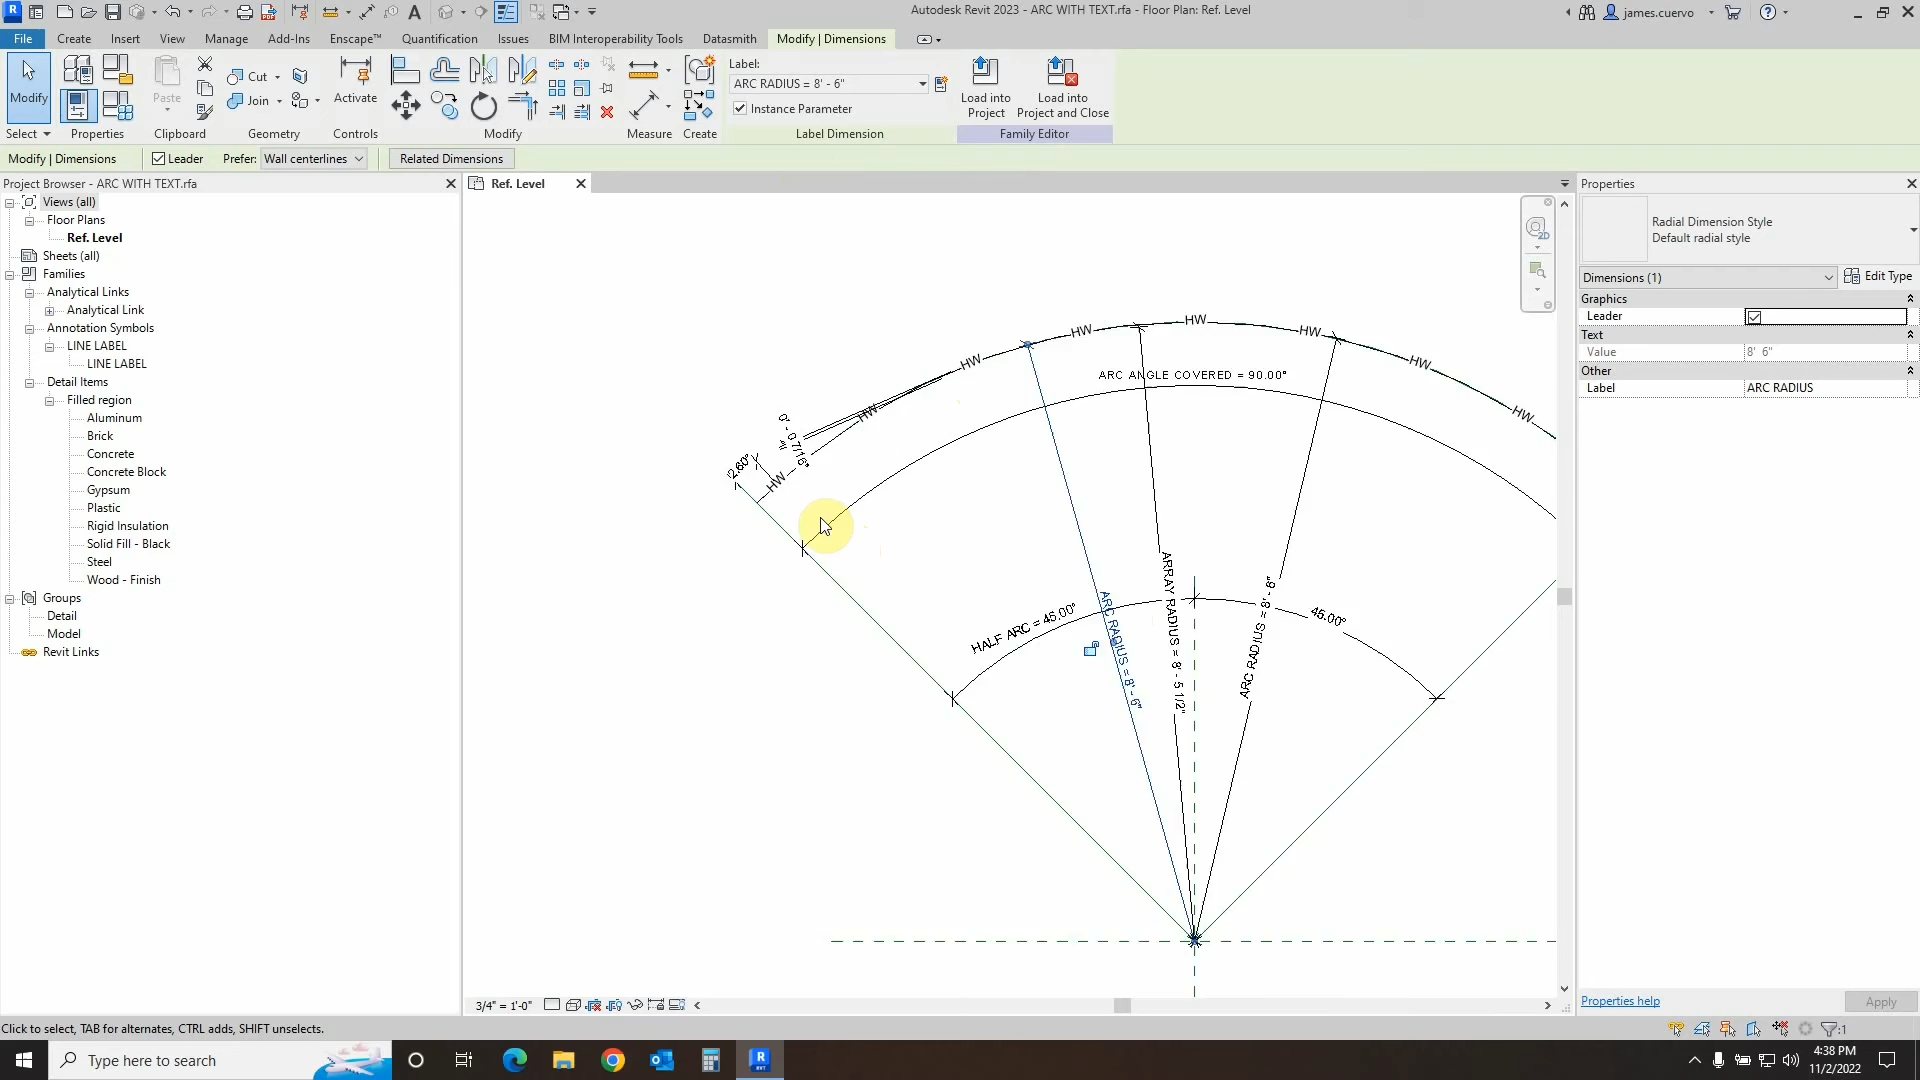 Autodesk Revit 2023 - ARC WITH TEXT.rfa - Floor Plan: Ref. Level
james.cuervo
File Create Insert View Manage Add-Ins Enscape™ Quantification Issues BIM Interoperability Tools Datasmith Modify | Dimensions
Modify
Paste
Cut
Join
Activate
Label:
ARC RADIUS = 8' - 6"
Instance Parameter
Load into
Project
Load into
Project and Close
Select Properties Clipboard Geometry Controls Modify Measure Create Label Dimension Family Editor
Modify | Dimensions Leader Prefer: Wall centerlines Related Dimensions
Project Browser - ARC WITH TEXT.rfa
Views (all)
Floor Plans
Ref. Level
Sheets (all)
Families
Analytical Links
Analytical Link
Annotation Symbols
LINE LABEL
LINE LABEL
Detail Items
Filled region
Aluminum
Brick
Concrete
Concrete Block
Gypsum
Plastic
Rigid Insulation
Solid Fill - Black
Steel
Wood - Finish
Groups
Detail
Model
Revit Links
Ref. Level
HW
HW
HW
HW
HW
HW
HW
HW
ARC ANGLE COVERED = 90.00°
0' - 0 7/16"
2.60°
HALF ARC = 45.00°
45.00°
ARC RADIUS = 8' - 6"
ARRAY RADIUS = 8' - 5 1/2"
ARC RADIUS = 8' - 6"
2D
3/4" = 1'-0"
Properties
Radial Dimension Style
Default radial style
Dimensions (1) Edit Type
Graphics
Leader
Text
Value 8' 6"
Other
Label ARC RADIUS
Properties help Apply
Click to select, TAB for alternates, CTRL adds, SHIFT unselects.
:1
Type here to search
4:38 PM
11/2/2022